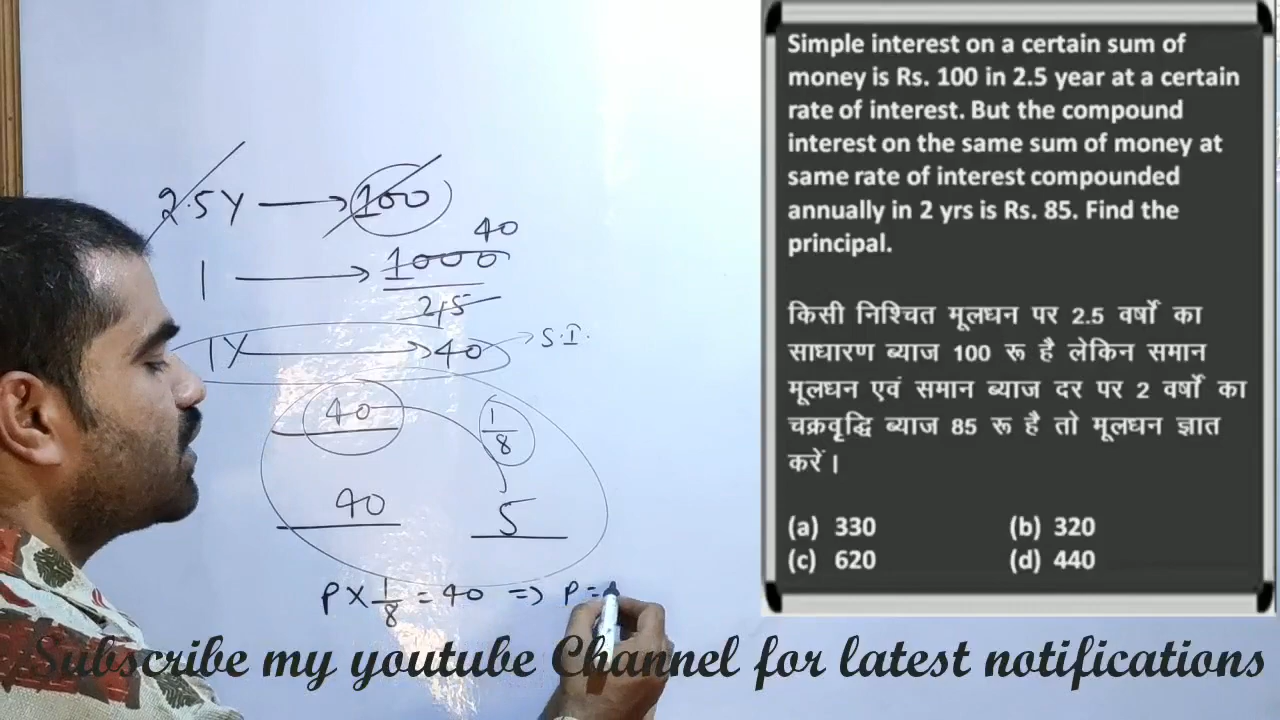 2.5Y → 100
40
1 → 1000
2.5
1Y → 40 → S.I.
40 1/8
40 5
P × 1/8 = 40 ⇒ P =
Simple interest on a certain sum of
money is Rs. 100 in 2.5 year at a certain
rate of interest. But the compound
interest on the same sum of money at
same rate of interest compounded
annually in 2 yrs is Rs. 85. Find the
principal.
किसी निश्चित मूलधन पर 2.5 वर्षों का
साधारण ब्याज 100 रू है लेकिन समान
मूलधन एवं समान ब्याज दर पर 2 वर्षों का
चक्रवृद्धि ब्याज 85 रू है तो मूलधन ज्ञात
करें।
(a) 330 (b) 320
(c) 620 (d) 440
Subscribe my youtube Channel for latest notifications